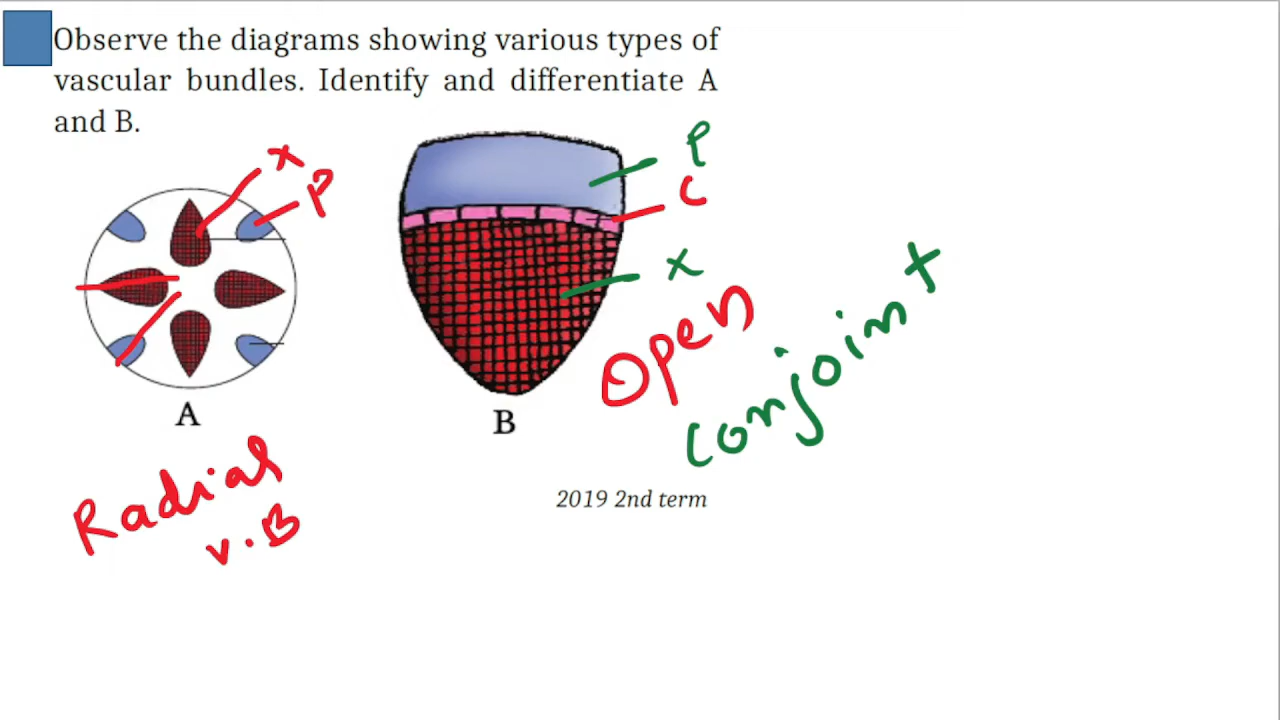 Observe the diagrams showing various types of
vascular bundles. Identify and differentiate A
and B.
X
P
P
C
X
A
B
Open
Conjoint
Radial
V.B
2019 2nd term